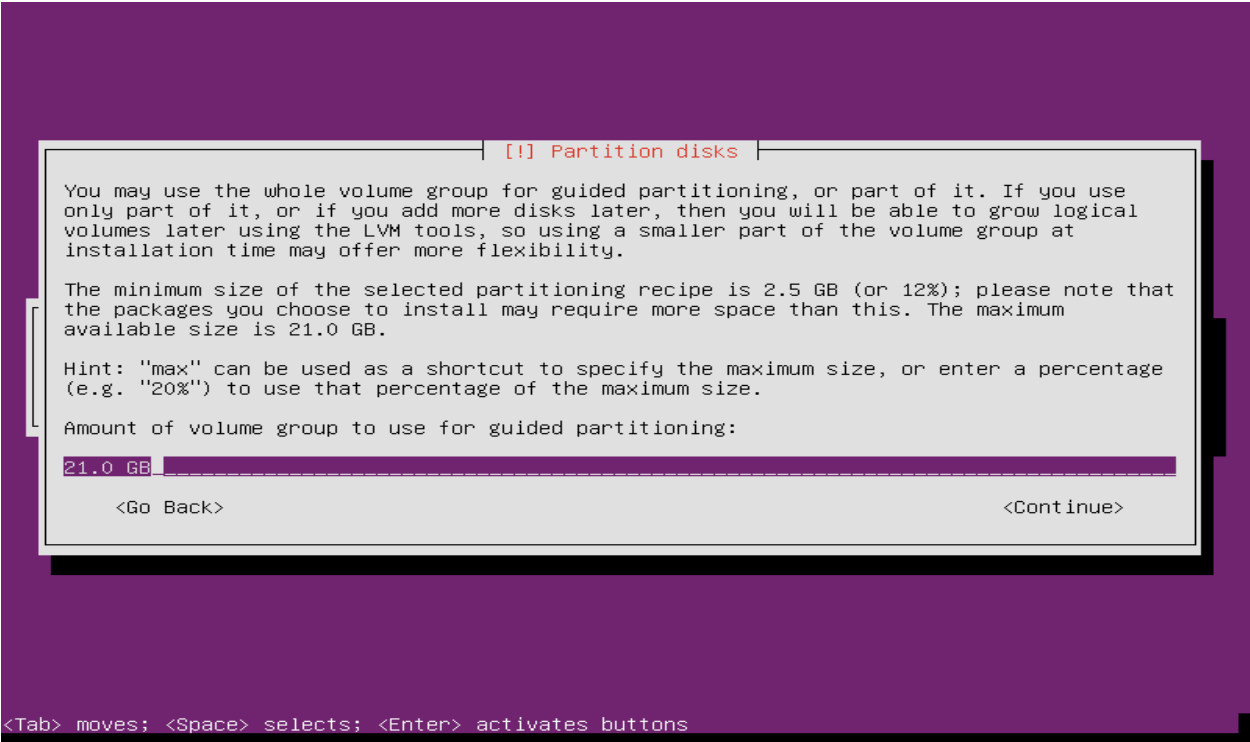 [!] Partition disks
You may use the whole volume group for guided partitioning, or part of it. If you use
only part of it, or if you add more disks later, then you will be able to grow logical
volumes later using the LVM tools, so using a smaller part of the volume group at
installation time may offer more flexibility.
The minimum size of the selected partitioning recipe is 2.5 GB (or 12%); please note that
the packages you choose to install may require more space than this. The maximum
available size is 21.0 GB.
Hint: "max" can be used as a shortcut to specify the maximum size, or enter a percentage
(e.g. "20%") to use that percentage of the maximum size.
Amount of volume group to use for guided partitioning:
21.0 GB
<Go Back> <Continue>
<Tab> moves; <Space> selects; <Enter> activates buttons